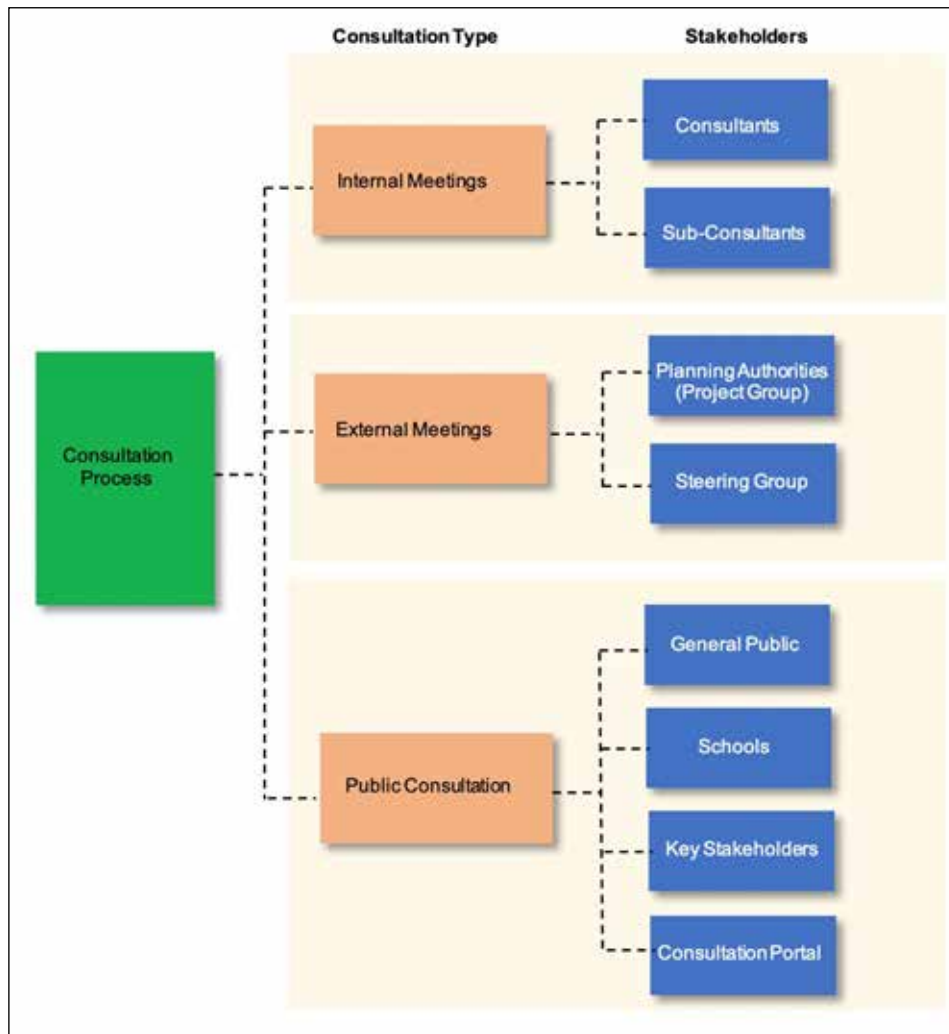 Consultation Type
Stakeholders
Consultation
Process
Internal Meetings
Consultants
Sub-Consultants
External Meetings
Planning Authorities
(Project Group)
Steering Group
Public Consultation
General Public
Schools
Key Stakeholders
Consultation Portal